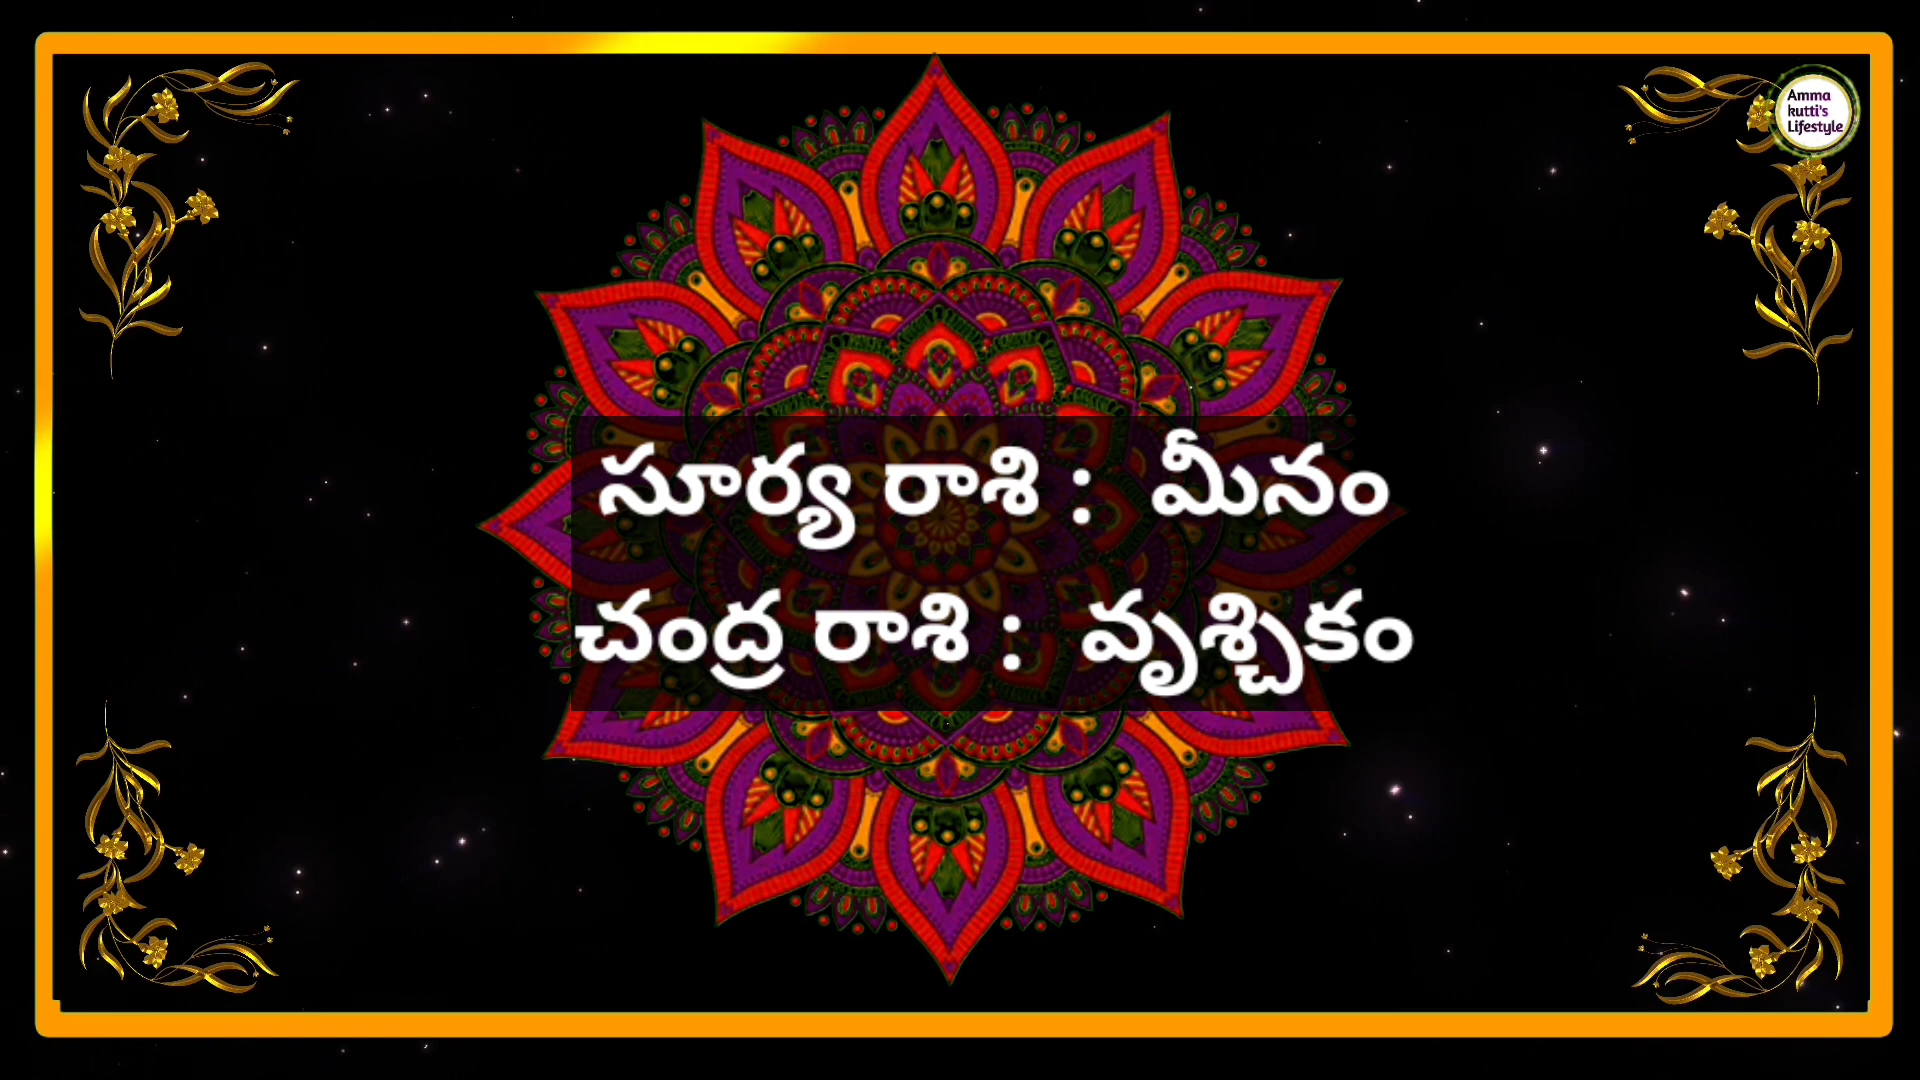 Amma
kutti's
Lifestyle
సూర్య రాశి : మీనం
చంద్ర రాశి : వృశ్చికం